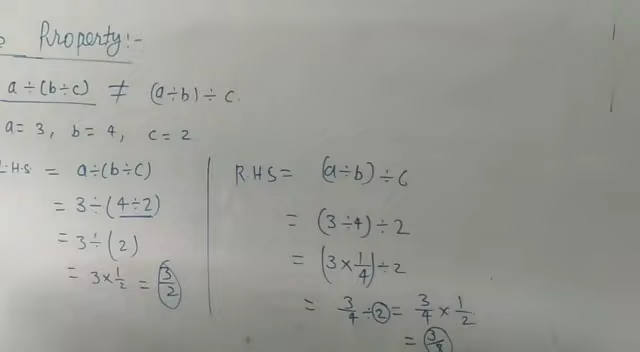 Property:-
a÷(b÷c) ≠ (a÷b) ÷ c.
a=3, b=4, c=2
L.H.S = a÷(b÷c)
= 3÷(4÷2)
= 3÷(2)
= 3×1/2 = 3/2
RHS = (a÷b)÷c
= (3÷4)÷2
= (3×1/4)÷2
= 3/4÷2 = 3/4 × 1/2
= 3/8